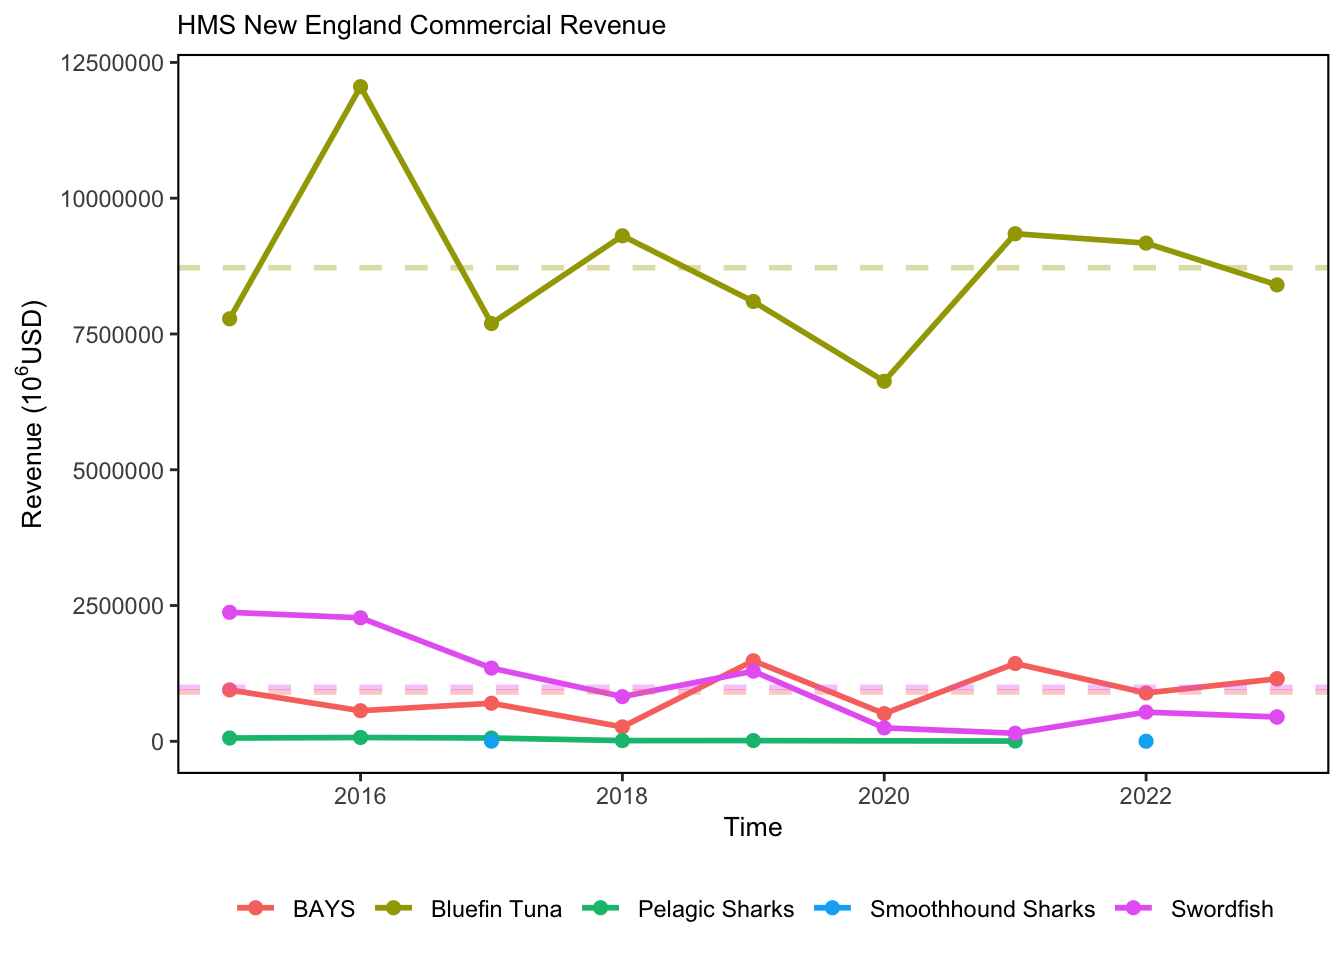 HMS New England Commercial Revenue
12500000
10000000
7500000
5000000
2500000
0
Revenue (10⁶USD)
2016 2018 2020 2022
Time
BAYS Bluefin Tuna Pelagic Sharks Smoothhound Sharks Swordfish